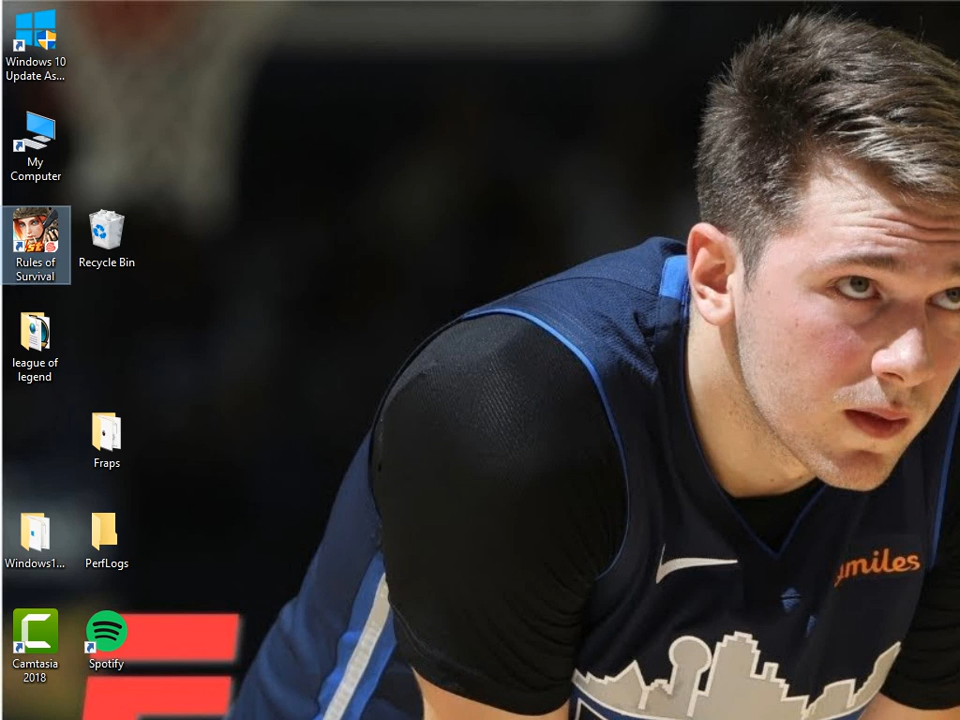 Windows 10
Update As...
My
Computer
Rules of
Survival
Recycle Bin
league of
legend
Fraps
Windows1...
PerfLogs
Camtasia
2018
Spotify
miles